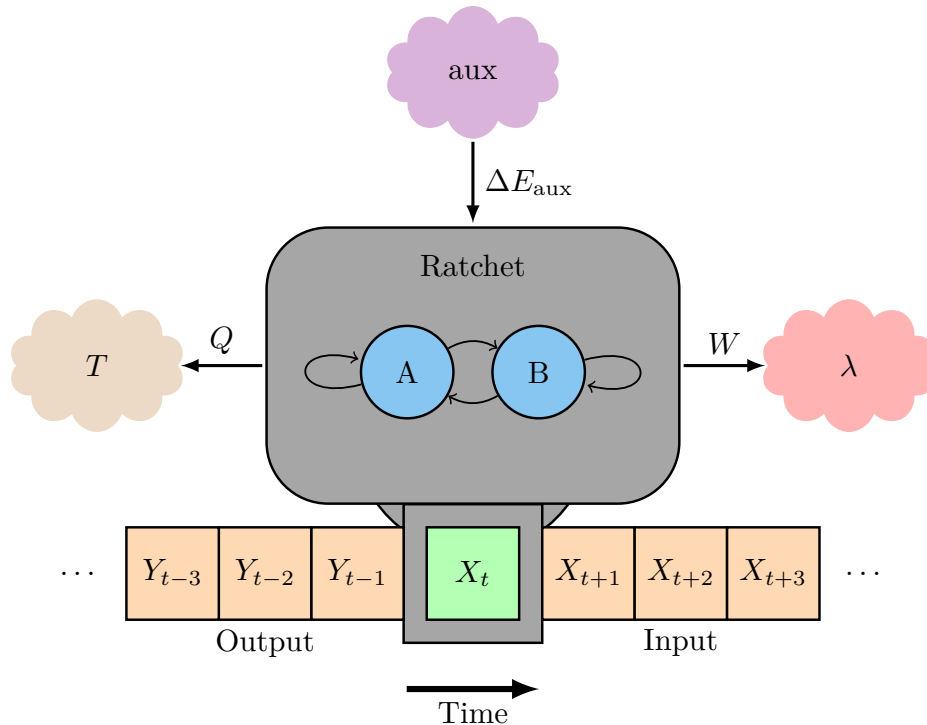 aux
ΔE_aux
Ratchet
T
Q
A
B
W
λ
⋯ Y_{t−3} Y_{t−2} Y_{t−1} X_t X_{t+1} X_{t+2} X_{t+3} ⋯
Output
Input
Time